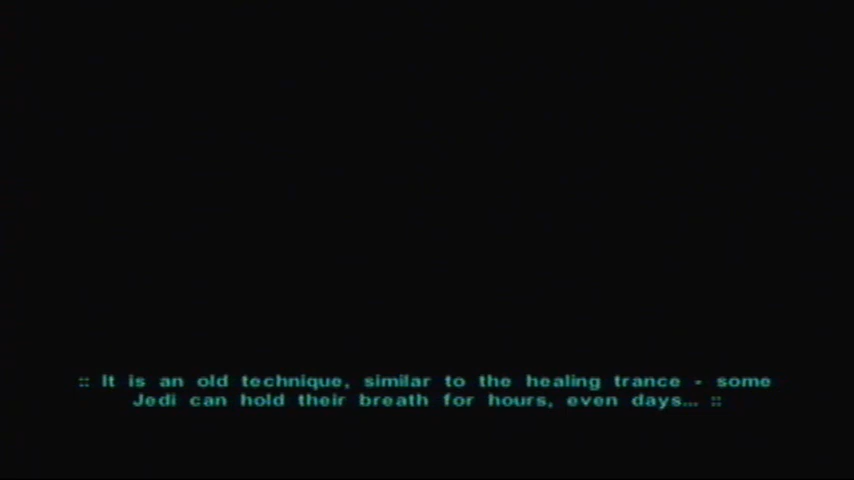 :: It is an old technique, similar to the healing trance - some
Jedi can hold their breath for hours, even days... ::